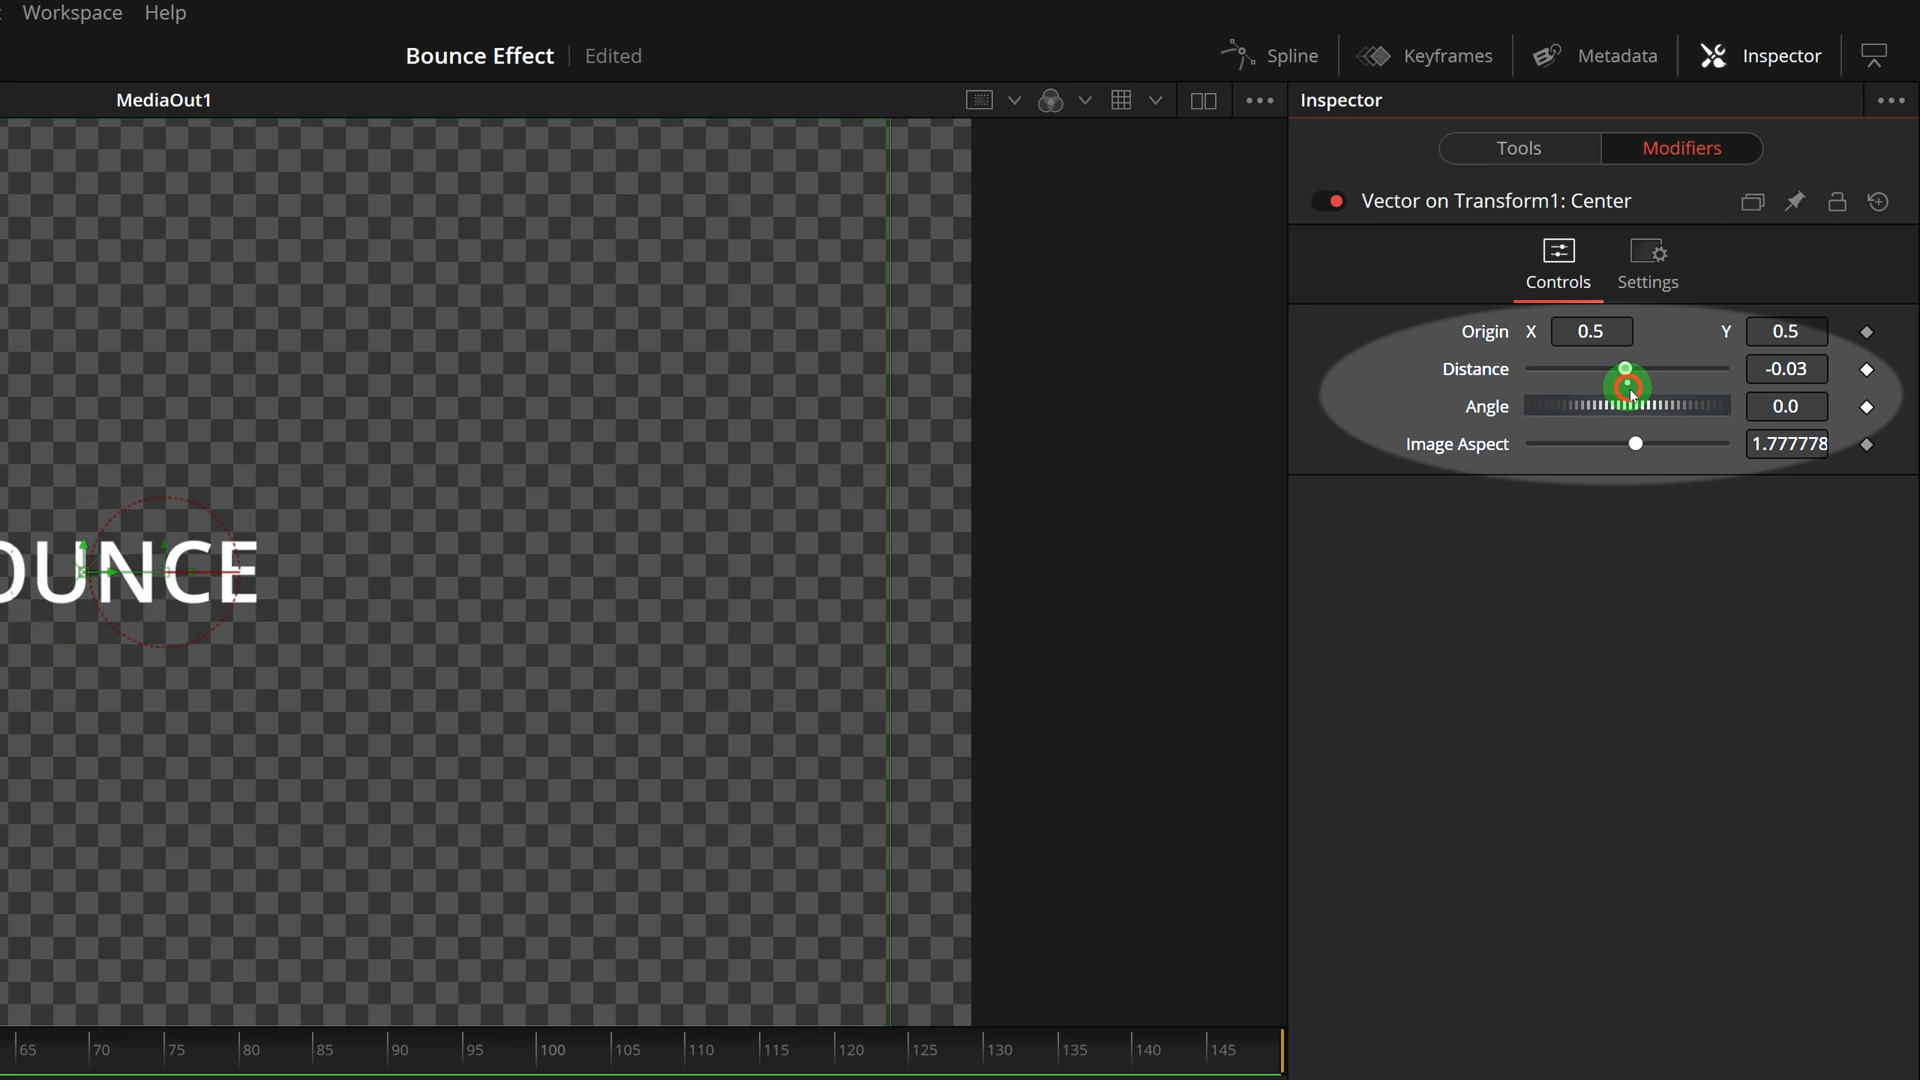 Workspace Help
Bounce Effect Edited
Spline Keyframes Metadata Inspector
MediaOut1
Inspector
Tools Modifiers
Vector on Transform1: Center
Controls Settings
Origin X 0.5 Y 0.5
Distance -0.03
Angle 0.0
Image Aspect 1.777778
OUNCE
65 70 75 80 85 90 95 100 105 110 115 120 125 130 135 140 145